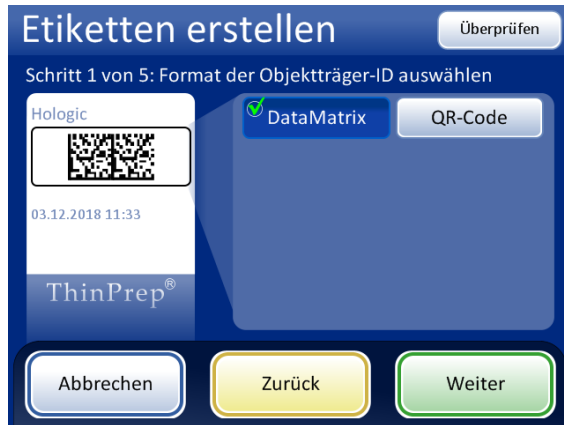 Etiketten erstellen
Überprüfen
Schritt 1 von 5: Format der Objektträger-ID auswählen
Hologic
03.12.2018 11:33
ThinPrep®
DataMatrix
QR-Code
Abbrechen
Zurück
Weiter